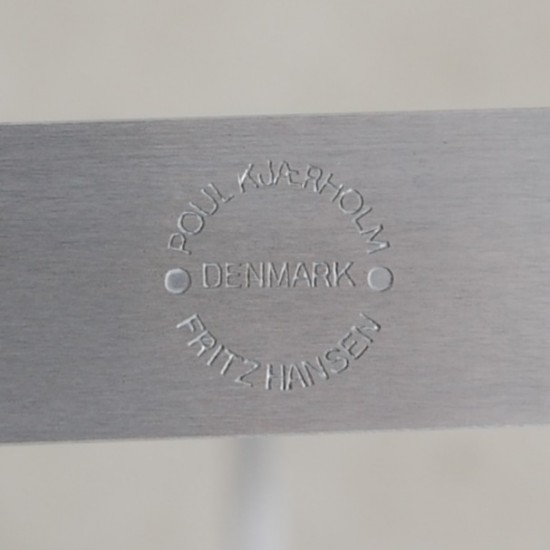 POUL KJÆRHOLM
DENMARK
FRITZ HANSEN